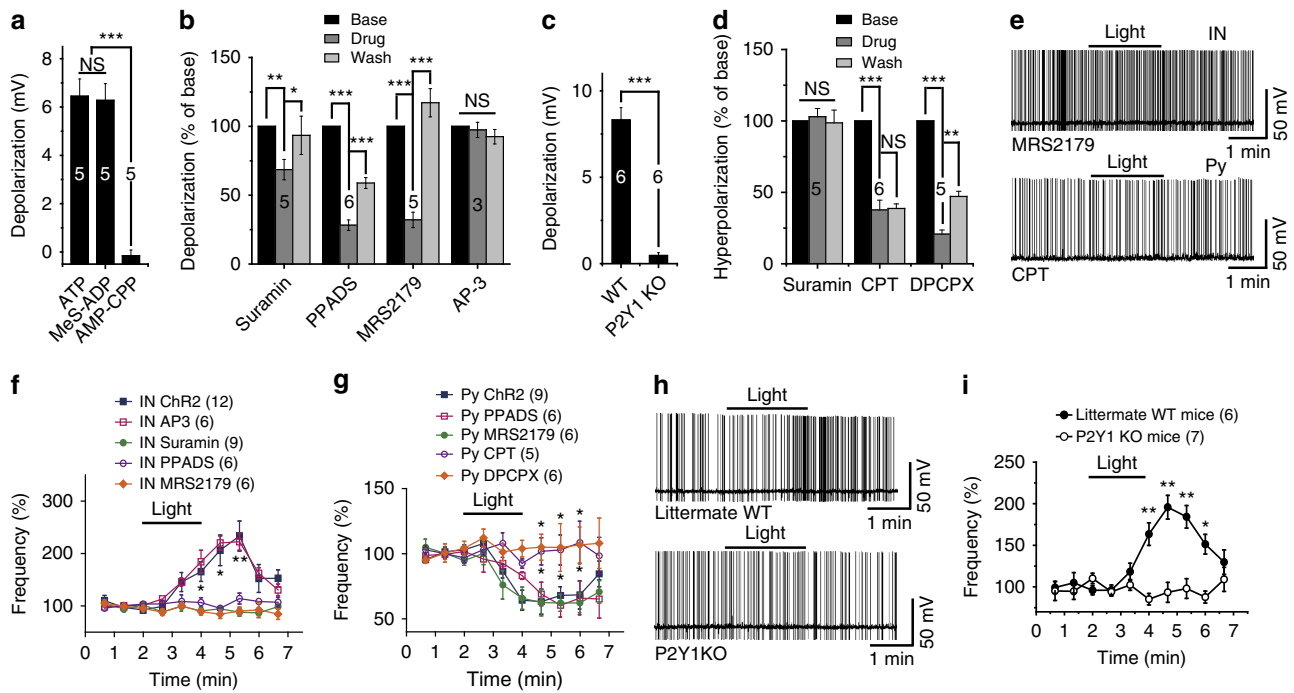 a
Depolarization (mV)
8
6
4
2
0
***
NS
5
5
5
ATP
MeS-ADP
AMP-CPP
b
Base
Drug
Wash
Depolarization (% of base)
150
100
50
0
**
*
***
***
***
***
NS
5
6
5
3
Suramin
PPADS
MRS2179
AP-3
c
Depolarization (mV)
10
5
0
***
6
6
WT
P2Y1 KO
d
Base
Drug
Wash
Hyperpolarization (% of base)
150
100
50
0
NS
***
NS
***
**
5
6
5
Suramin
CPT
DPCPX
e
Light
IN
50 mV
MRS2179
1 min
Light
Py
50 mV
CPT
1 min
f
IN ChR2 (12)
IN AP3 (6)
IN Suramin (9)
IN PPADS (6)
IN MRS2179 (6)
Light
Frequency (%)
300
200
100
*
*
**
0 1 2 3 4 5 6 7
Time (min)
g
Py ChR2 (9)
Py PPADS (6)
Py MRS2179 (6)
Py CPT (5)
Py DPCPX (6)
Light
Frequency (%)
150
100
50
* * *
* * *
0 1 2 3 4 5 6 7
Time (min)
h
Light
50 mV
Littermate WT
1 min
Light
50 mV
P2Y1KO
1 min
i
Littermate WT mice (6)
P2Y1 KO mice (7)
Light
Frequency (%)
250
200
150
100
** ** ** *
0 1 2 3 4 5 6 7
Time (min)